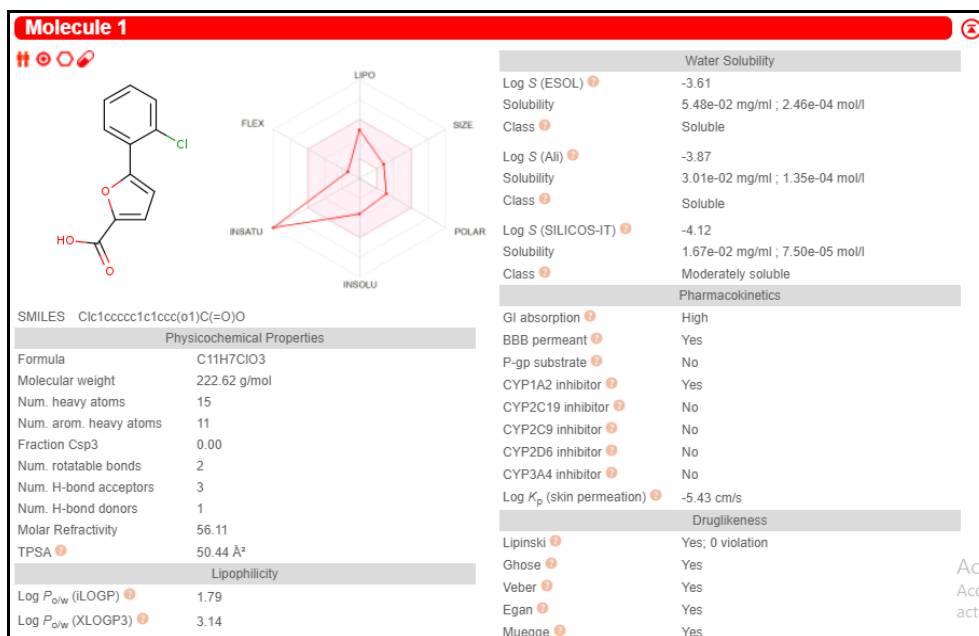 Molecule 1
LIPO
FLEX
SIZE
Cl
O
HO
O
INSATU
POLAR
INSOLU
SMILES Clc1ccccc1c1ccc(o1)C(=O)O
Physicochemical Properties
Formula C11H7ClO3
Molecular weight 222.62 g/mol
Num. heavy atoms 15
Num. arom. heavy atoms 11
Fraction Csp3 0.00
Num. rotatable bonds 2
Num. H-bond acceptors 3
Num. H-bond donors 1
Molar Refractivity 56.11
TPSA ? 50.44 Å²
Lipophilicity
Log Po/w (iLOGP) ? 1.79
Log Po/w (XLOGP3) ? 3.14
Water Solubility
Log S (ESOL) ? -3.61
Solubility 5.48e-02 mg/ml ; 2.46e-04 mol/l
Class ? Soluble
Log S (Ali) ? -3.87
Solubility 3.01e-02 mg/ml ; 1.35e-04 mol/l
Class ? Soluble
Log S (SILICOS-IT) ? -4.12
Solubility 1.67e-02 mg/ml ; 7.50e-05 mol/l
Class ? Moderately soluble
Pharmacokinetics
GI absorption ? High
BBB permeant ? Yes
P-gp substrate ? No
CYP1A2 inhibitor ? Yes
CYP2C19 inhibitor ? No
CYP2C9 inhibitor ? No
CYP2D6 inhibitor ? No
CYP3A4 inhibitor ? No
Log Kp (skin permeation) ? -5.43 cm/s
Druglikeness
Lipinski ? Yes; 0 violation
Ghose ? Yes
Veber ? Yes
Egan ? Yes
Muegge ? Yes